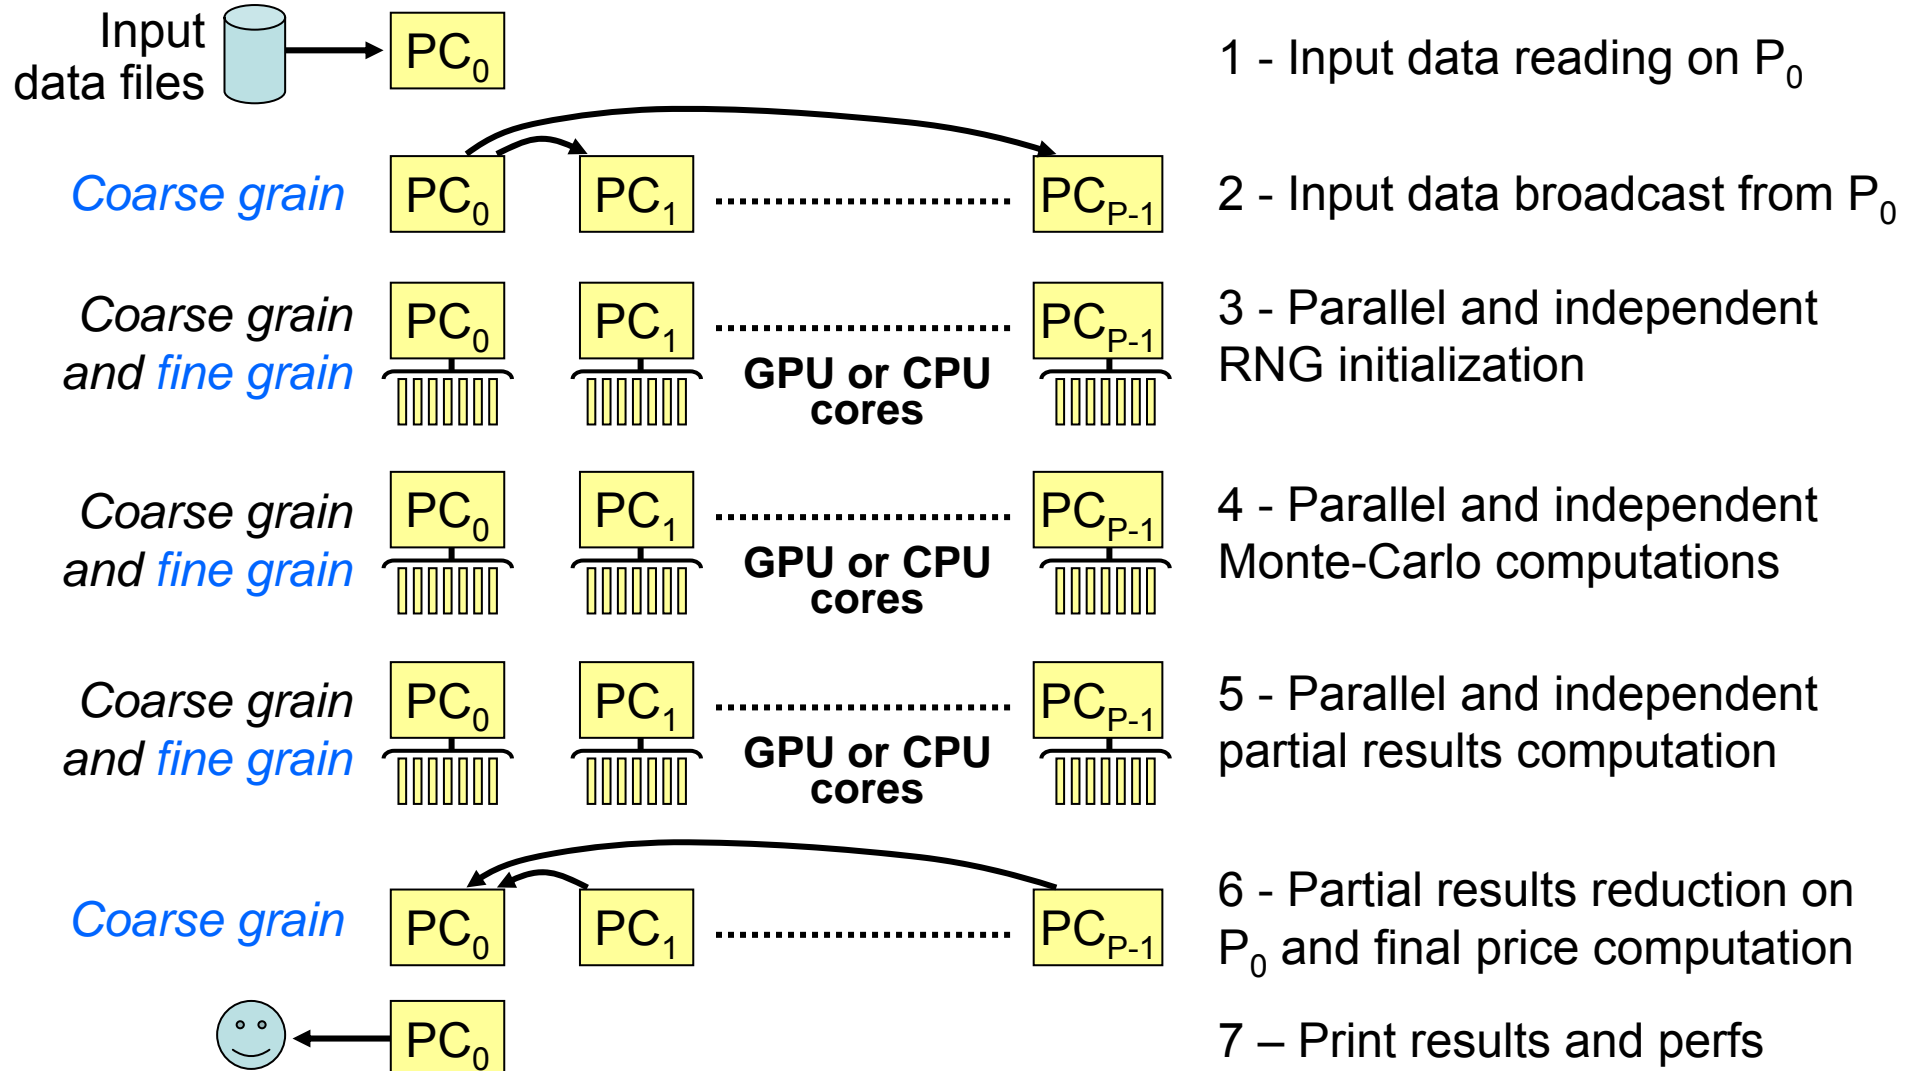 Input
data files
PC0
1 - Input data reading on P0
Coarse grain
PC0
PC1
PCP-1
2 - Input data broadcast from P0
Coarse grain
and fine grain
PC0
PC1
PCP-1
GPU or CPU
cores
3 - Parallel and independent
RNG initialization
Coarse grain
and fine grain
PC0
PC1
PCP-1
GPU or CPU
cores
4 - Parallel and independent
Monte-Carlo computations
Coarse grain
and fine grain
PC0
PC1
PCP-1
GPU or CPU
cores
5 - Parallel and independent
partial results computation
Coarse grain
PC0
PC1
PCP-1
6 - Partial results reduction on
P0 and final price computation
PC0
7 – Print results and perfs